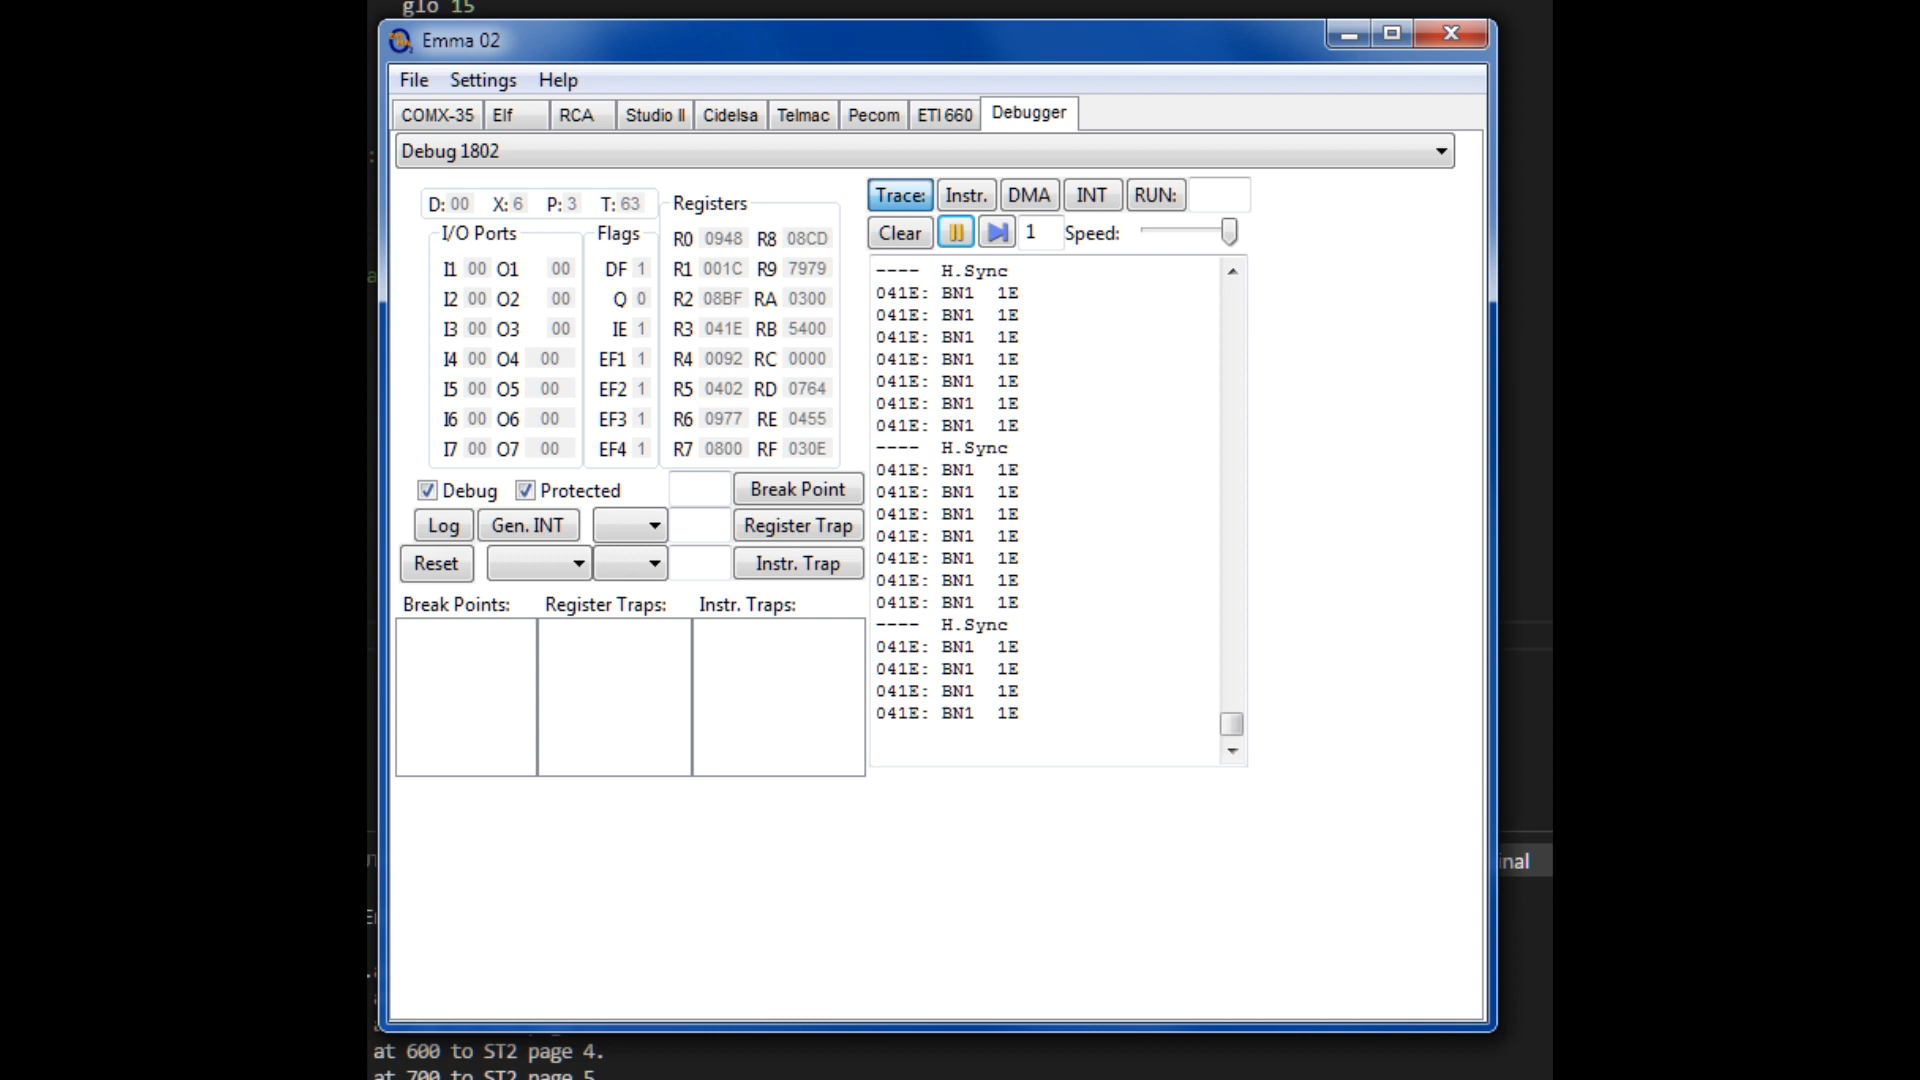 glo 15
Emma 02
File Settings Help
COMX-35 Elf RCA Studio II Cidelsa Telmac Pecom ETI 660 Debugger
Debug 1802
D: 00 X: 6 P: 3 T: 63
I/O Ports
I1 00 O1 00
I2 00 O2 00
I3 00 O3 00
I4 00 O4 00
I5 00 O5 00
I6 00 O6 00
I7 00 O7 00
Flags
DF 1
Q 0
IE 1
EF1 1
EF2 1
EF3 1
EF4 1
Registers
R0 0948 R8 08CD
R1 001C R9 7979
R2 08BF RA 0300
R3 041E RB 5400
R4 0092 RC 0000
R5 0402 RD 0764
R6 0977 RE 0455
R7 0800 RF 030E
Debug Protected Break Point
Log Gen. INT Register Trap
Reset Instr. Trap
Break Points: Register Traps: Instr. Traps:
Trace: Instr. DMA INT RUN:
Clear 1 Speed:
---- H.Sync
041E: BN1 1E
041E: BN1 1E
041E: BN1 1E
041E: BN1 1E
041E: BN1 1E
041E: BN1 1E
041E: BN1 1E
---- H.Sync
041E: BN1 1E
041E: BN1 1E
041E: BN1 1E
041E: BN1 1E
041E: BN1 1E
041E: BN1 1E
041E: BN1 1E
---- H.Sync
041E: BN1 1E
041E: BN1 1E
041E: BN1 1E
041E: BN1 1E
inal
at 600 to ST2 page 4.
at 700 to ST2 page 5